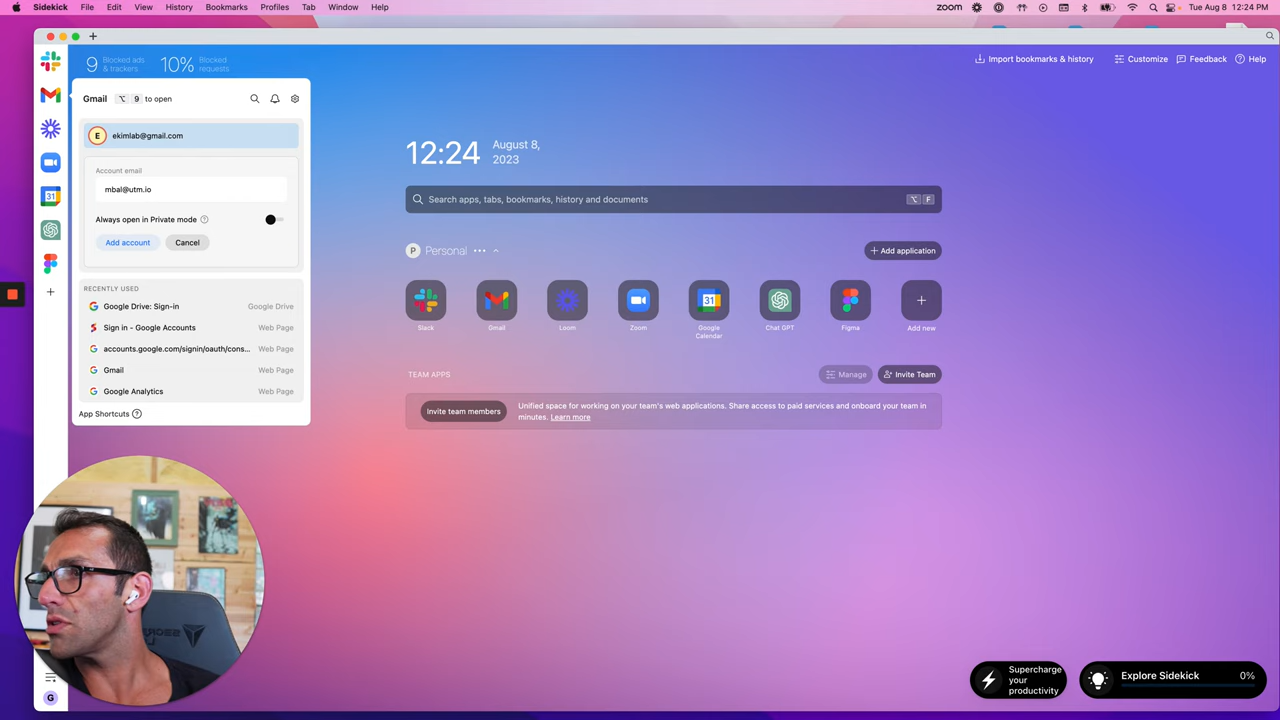 Sidekick File Edit View History Bookmarks Profiles Tab Window Help
zoom Tue Aug 8 12:24 PM
9 Blocked ads & trackers
10% Blocked requests
Import bookmarks & history Customize Feedback Help
Gmail ⌥ 9 to open
E ekimlab@gmail.com
Account email
mbal@utm.io
Always open in Private mode
Add account Cancel
RECENTLY USED
Google Drive: Sign-in Google Drive
Sign in - Google Accounts Web Page
accounts.google.com/signin/oauth/cons... Web Page
Gmail Web Page
Google Analytics Web Page
App Shortcuts
31
G
12:24 August 8,
2023
Search apps, tabs, bookmarks, history and documents ⌥ F
P Personal
Add application
31
Slack Gmail Loom Zoom Google Calendar Chat GPT Figma Add new
TEAM APPS Manage Invite Team
Invite team members
Unified space for working on your team's web applications. Share access to paid services and onboard your team in
minutes. Learn more
Supercharge
your
productivity
Explore Sidekick 0%